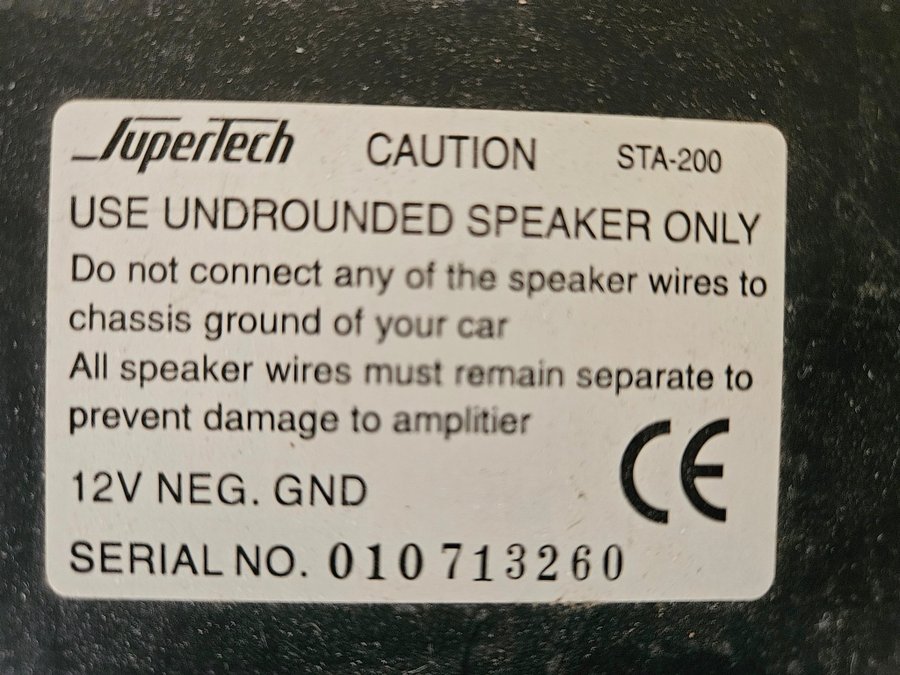 SuperTech CAUTION STA-200
USE UNDROUNDED SPEAKER ONLY
Do not connect any of the speaker wires to
chassis ground of your car
All speaker wires must remain separate to
prevent damage to amplitier
12V NEG. GND
CE
SERIAL NO. 010 713260